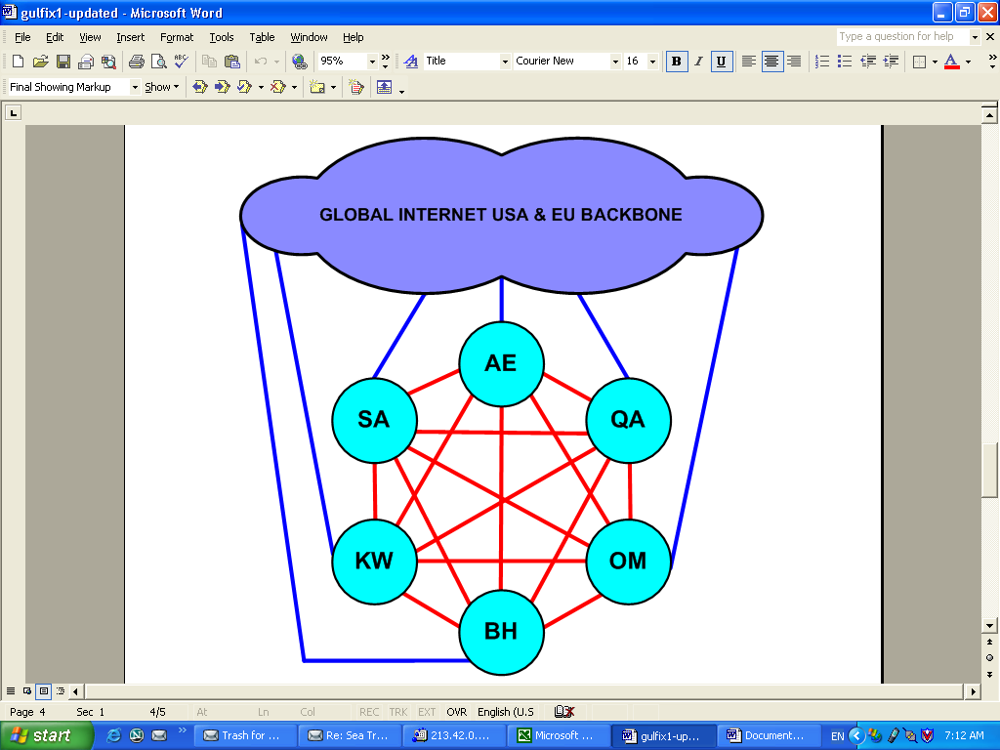 gulfix1-updated - Microsoft Word
File Edit View Insert Format Tools Table Window Help
Type a question for help
95% Title Courier New 16 B I U A
Final Showing Markup Show
L
GLOBAL INTERNET USA & EU BACKBONE
AE
SA
QA
KW
OM
BH
Page 4 Sec 1 4/5 At Ln Col REC TRK EXT OVR English (U.S
start Trash for ... Re: Sea Tr... 213.42.0.... Microsoft ... gulfix1-up... Document... EN 7:12 AM